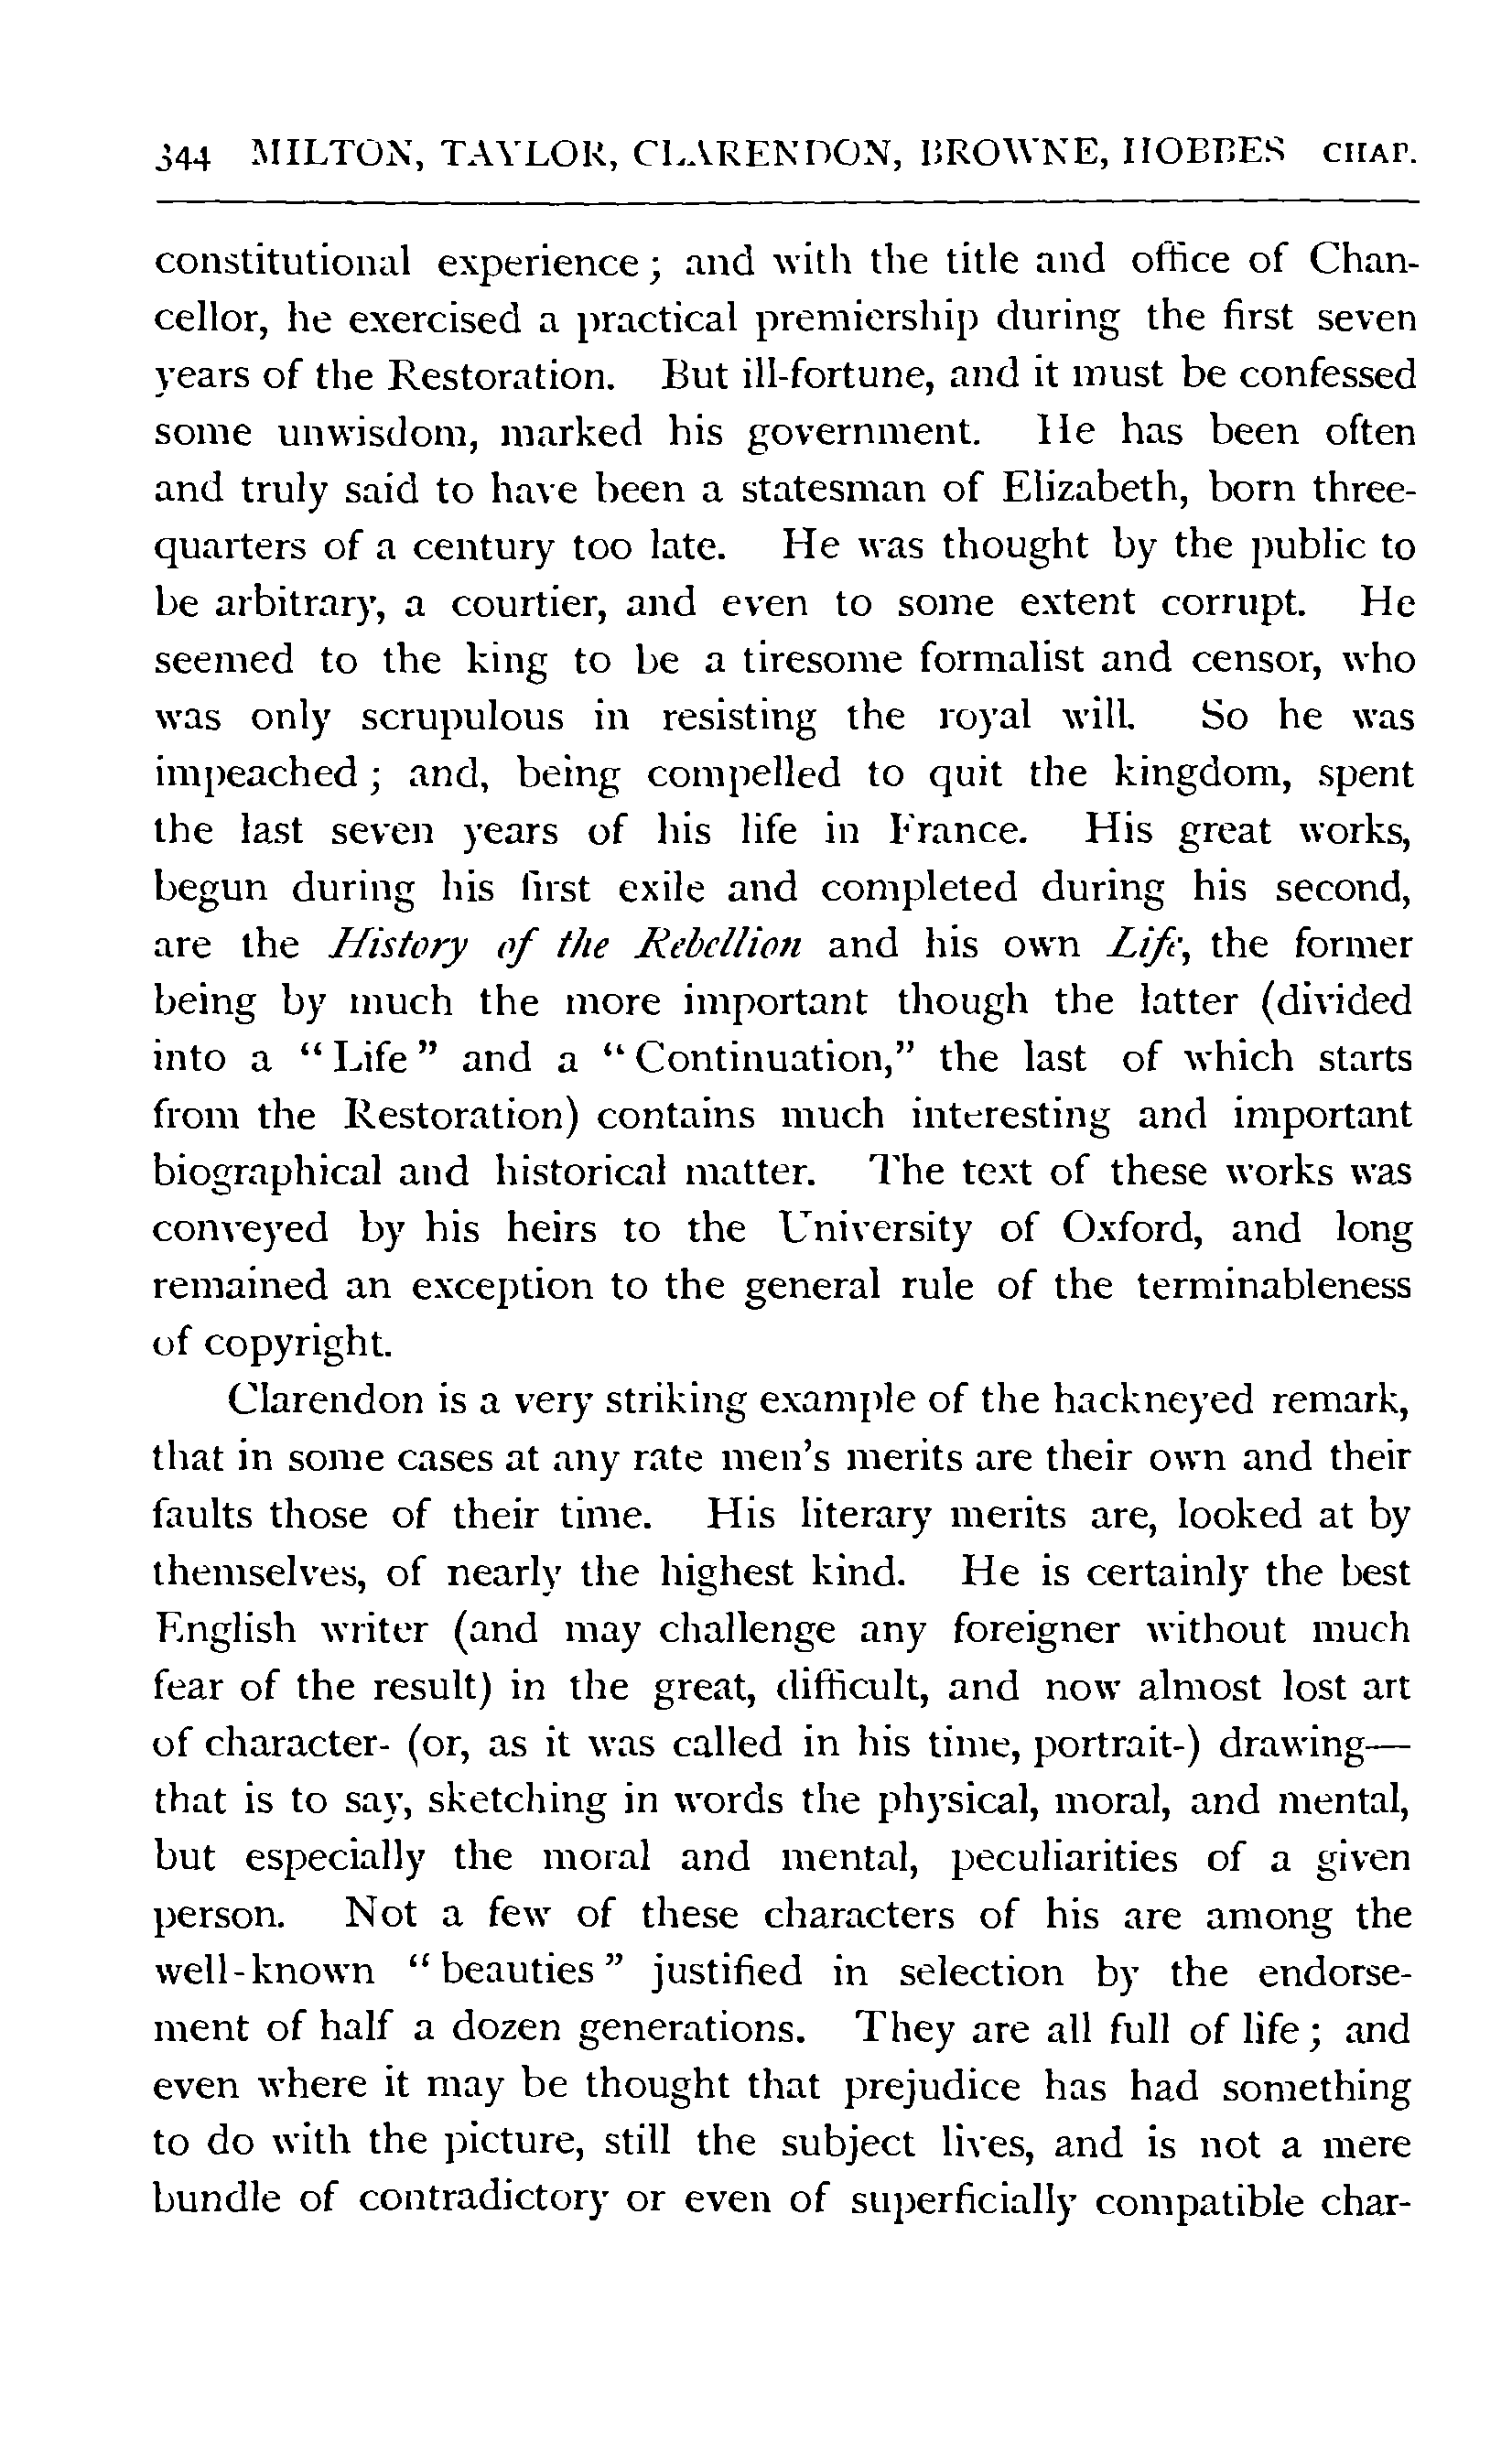 344 MILTON, TAYLOR, CLARENDON, BROWNE, HOBBES CHAP.
constitutional experience; and with the title and office of Chan-
cellor, he exercised a practical premiership during the first seven
years of the Restoration. But ill-fortune, and it must be confessed
some unwisdom, marked his government. He has been often
and truly said to have been a statesman of Elizabeth, born three-
quarters of a century too late. He was thought by the public to
be arbitrary, a courtier, and even to some extent corrupt. He
seemed to the king to be a tiresome formalist and censor, who
was only scrupulous in resisting the royal will. So he was
impeached; and, being compelled to quit the kingdom, spent
the last seven years of his life in France. His great works,
begun during his first exile and completed during his second,
are the History of the Rebellion and his own Life, the former
being by much the more important though the latter (divided
into a "Life" and a "Continuation," the last of which starts
from the Restoration) contains much interesting and important
biographical and historical matter. The text of these works was
conveyed by his heirs to the University of Oxford, and long
remained an exception to the general rule of the terminableness
of copyright.
Clarendon is a very striking example of the hackneyed remark,
that in some cases at any rate men's merits are their own and their
faults those of their time. His literary merits are, looked at by
themselves, of nearly the highest kind. He is certainly the best
English writer (and may challenge any foreigner without much
fear of the result) in the great, difficult, and now almost lost art
of character- (or, as it was called in his time, portrait-) drawing—
that is to say, sketching in words the physical, moral, and mental,
but especially the moral and mental, peculiarities of a given
person. Not a few of these characters of his are among the
well-known "beauties" justified in selection by the endorse-
ment of half a dozen generations. They are all full of life; and
even where it may be thought that prejudice has had something
to do with the picture, still the subject lives, and is not a mere
bundle of contradictory or even of superficially compatible char-